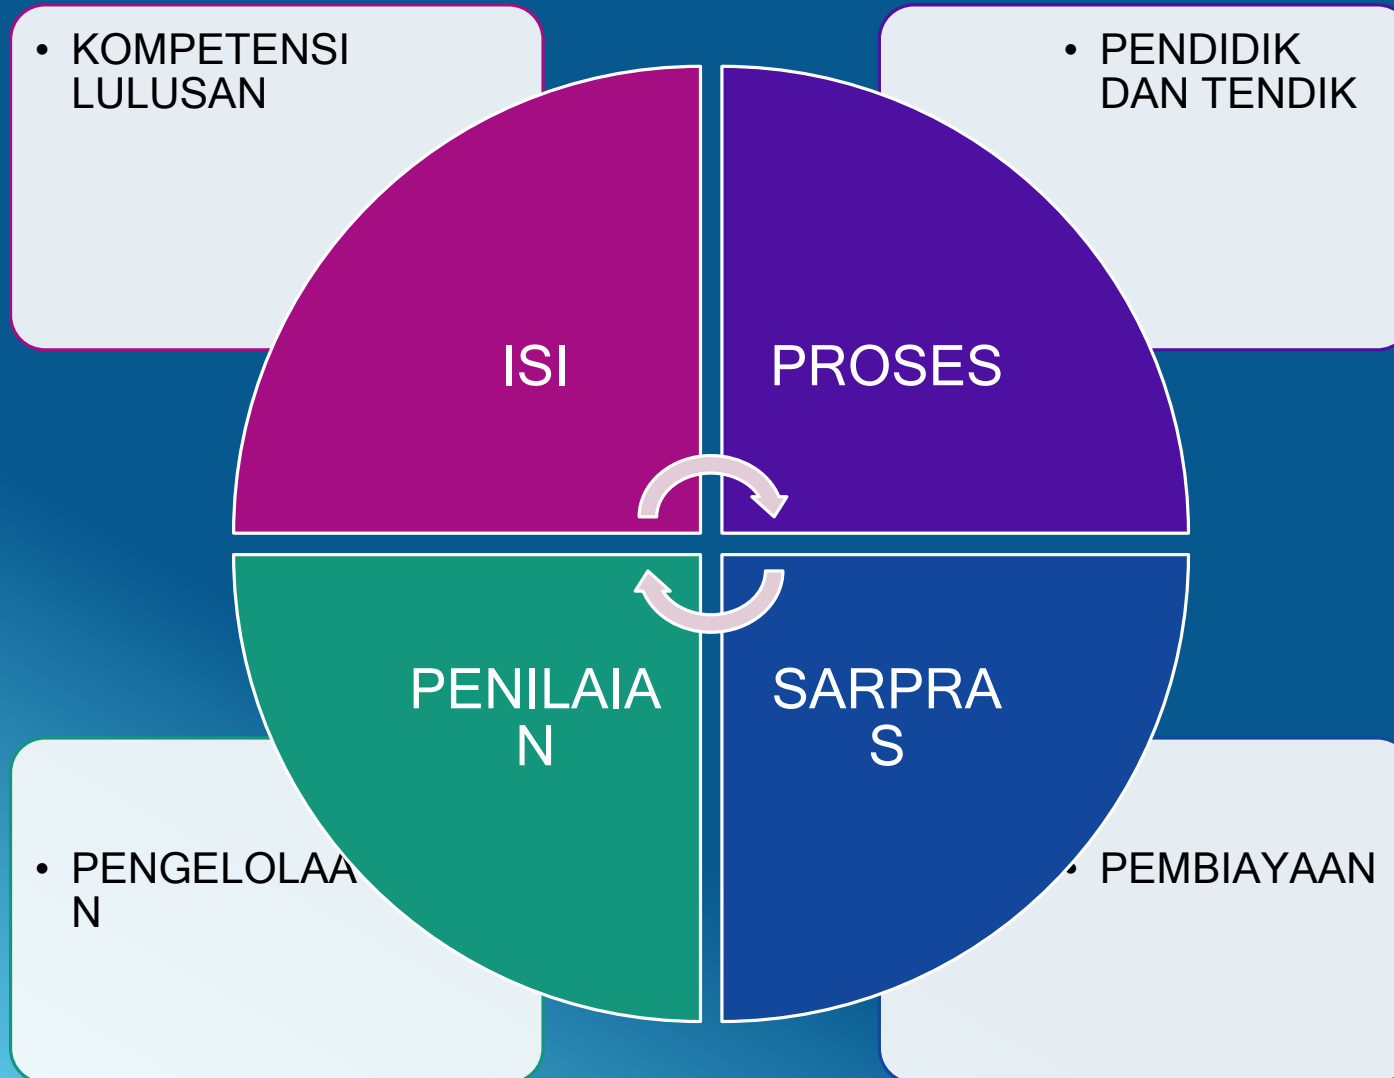 • KOMPETENSI
LULUSAN
• PENDIDIK
DAN TENDIK
ISI
PROSES
PENILAIA
N
SARPRA
S
• PENGELOLAA
N
• PEMBIAYAAN